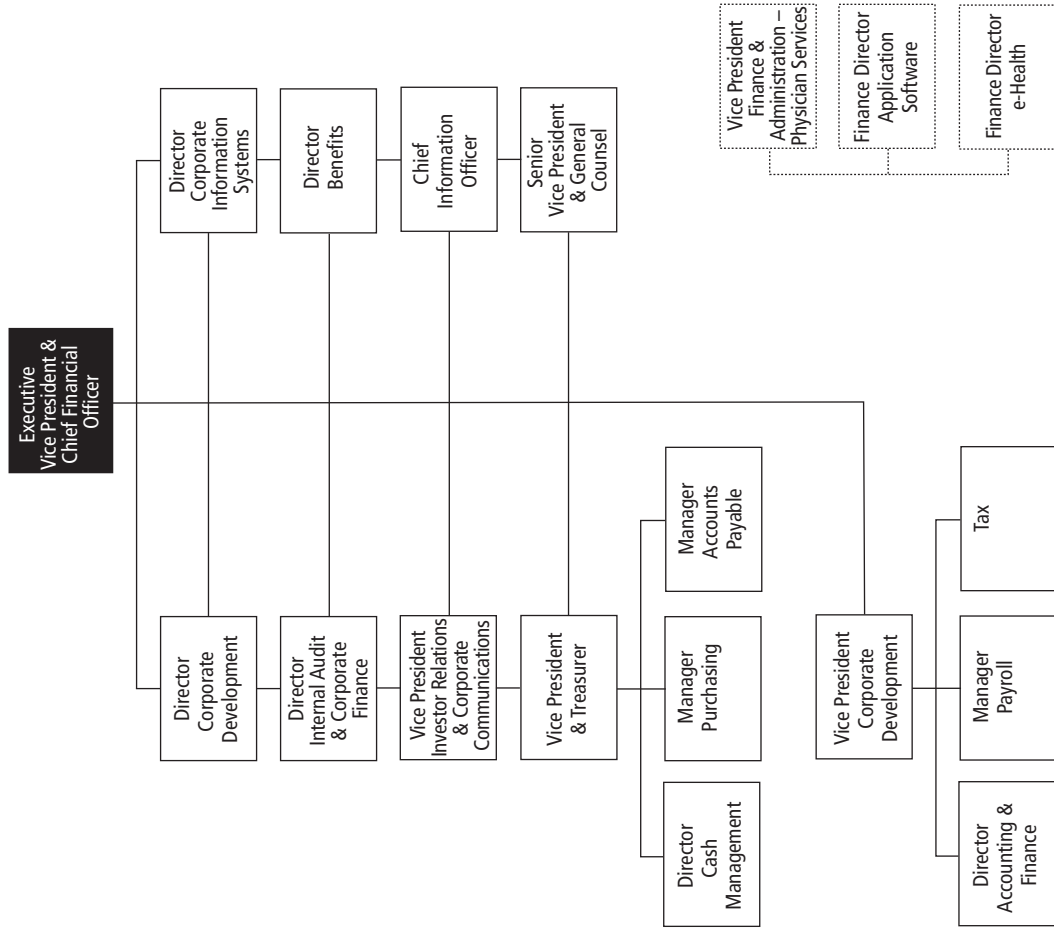 Executive
Vice President &
Chief Financial
Officer
Director
Corporate
Development
Director
Corporate
Information
Systems
Director
Internal Audit
& Corporate
Finance
Director
Benefits
Vice President
Investor Relations
& Corporate
Communications
Chief
Information
Officer
Vice President
& Treasurer
Senior
Vice President
& General
Counsel
Director
Cash
Management
Manager
Purchasing
Manager
Accounts
Payable
Vice President
Corporate
Development
Director
Accounting &
Finance
Manager
Payroll
Tax
Vice President
Finance &
Administration –
Physician Services
Finance Director
Application
Software
Finance Director
e-Health